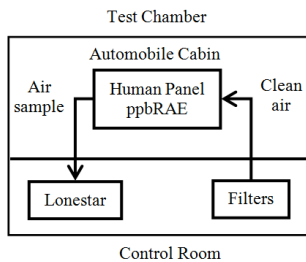 Test Chamber
Automobile Cabin
Air
sample
Human Panel
ppbRAE
Clean
air
Lonestar
Filters
Control Room